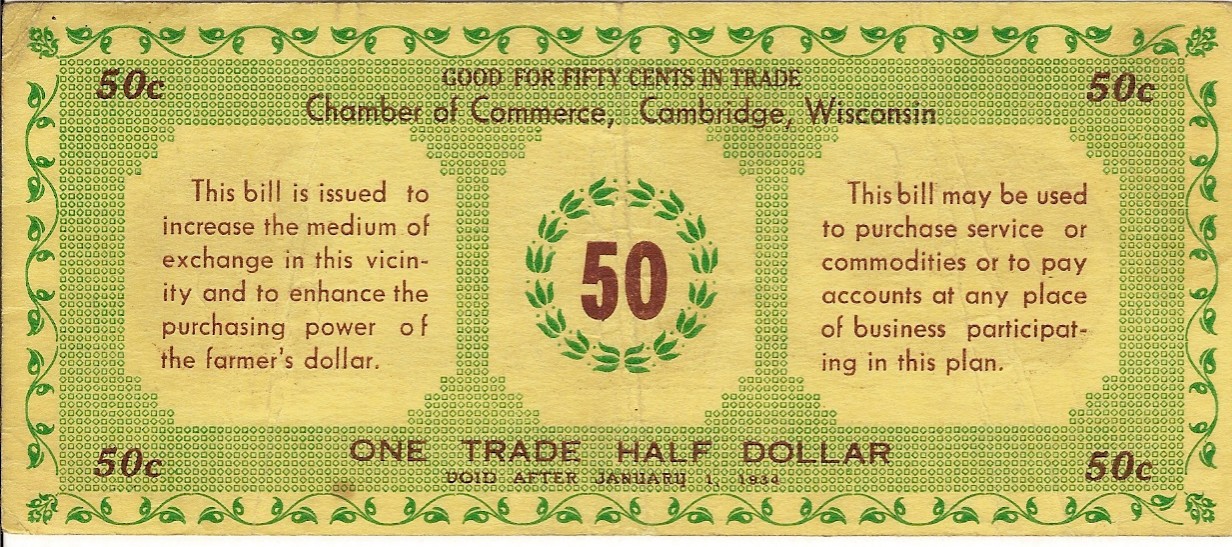 50c
GOOD FOR FIFTY CENTS IN TRADE
50c
Chamber of Commerce, Cambridge, Wisconsin
This bill is issued to
increase the medium of
exchange in this vicin-
ity and to enhance the
purchasing power of
the farmer's dollar.
50
This bill may be used
to purchase service or
commodities or to pay
accounts at any place
of business participat-
ing in this plan.
50c
ONE TRADE HALF DOLLAR
VOID AFTER JANUARY 1, 1934
50c